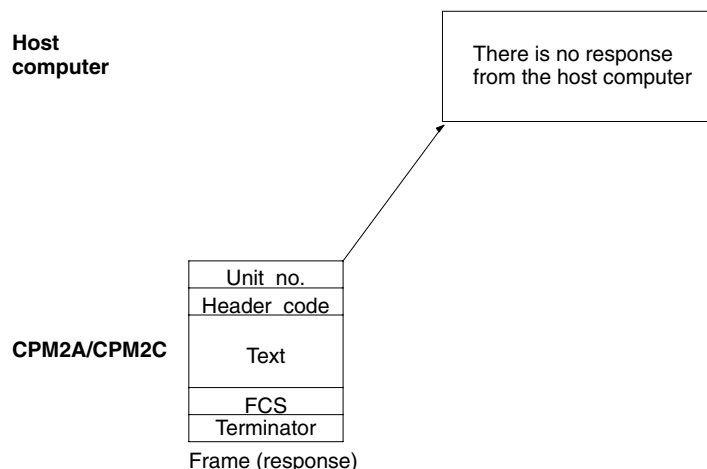 Host
computer
There is no response
from the host computer
Unit no.
Header code
CPM2A/CPM2C
Text
FCS
Terminator
Frame (response)